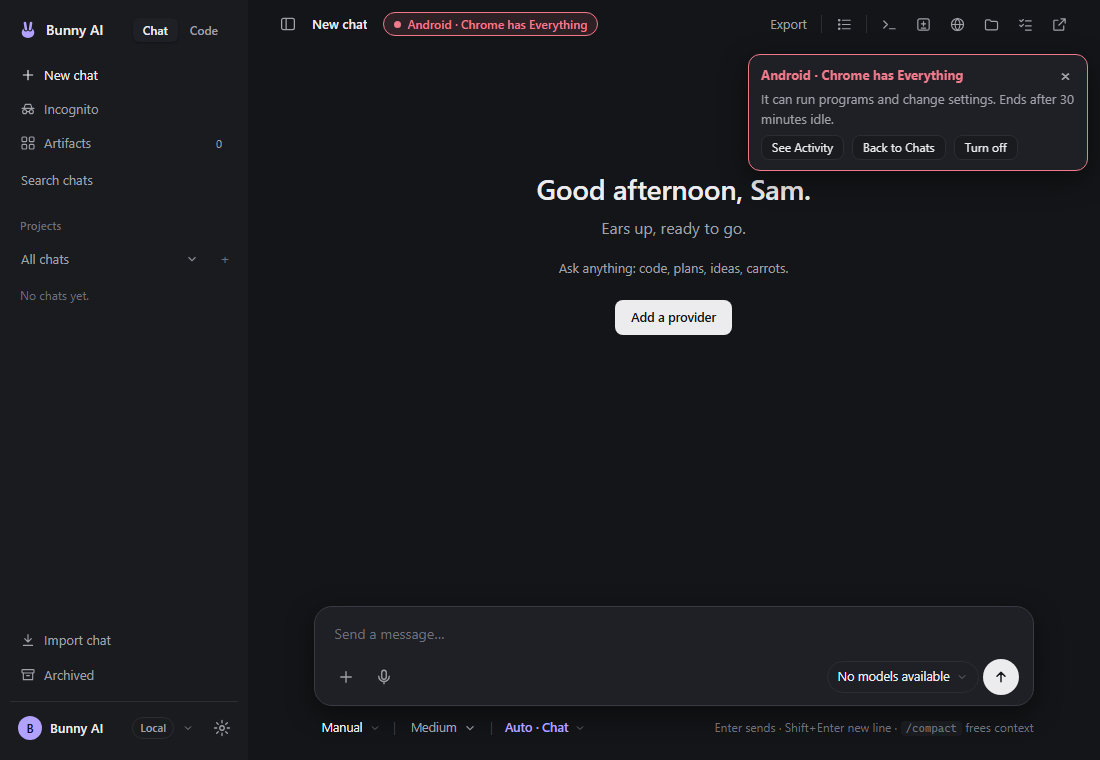 Bunny AI
Chat
Code
New chat
Incognito
Artifacts
0
Search chats
Projects
All chats
+
No chats yet.
Import chat
Archived
B
Bunny AI
Local
New chat
Android · Chrome has Everything
Export
Android · Chrome has Everything
It can run programs and change settings. Ends after 30
minutes idle.
See Activity
Back to Chats
Turn off
Good afternoon, Sam.
Ears up, ready to go.
Ask anything: code, plans, ideas, carrots.
Add a provider
Send a message...
No models available
Manual
Medium
Auto · Chat
Enter sends · Shift+Enter new line · /compact frees context